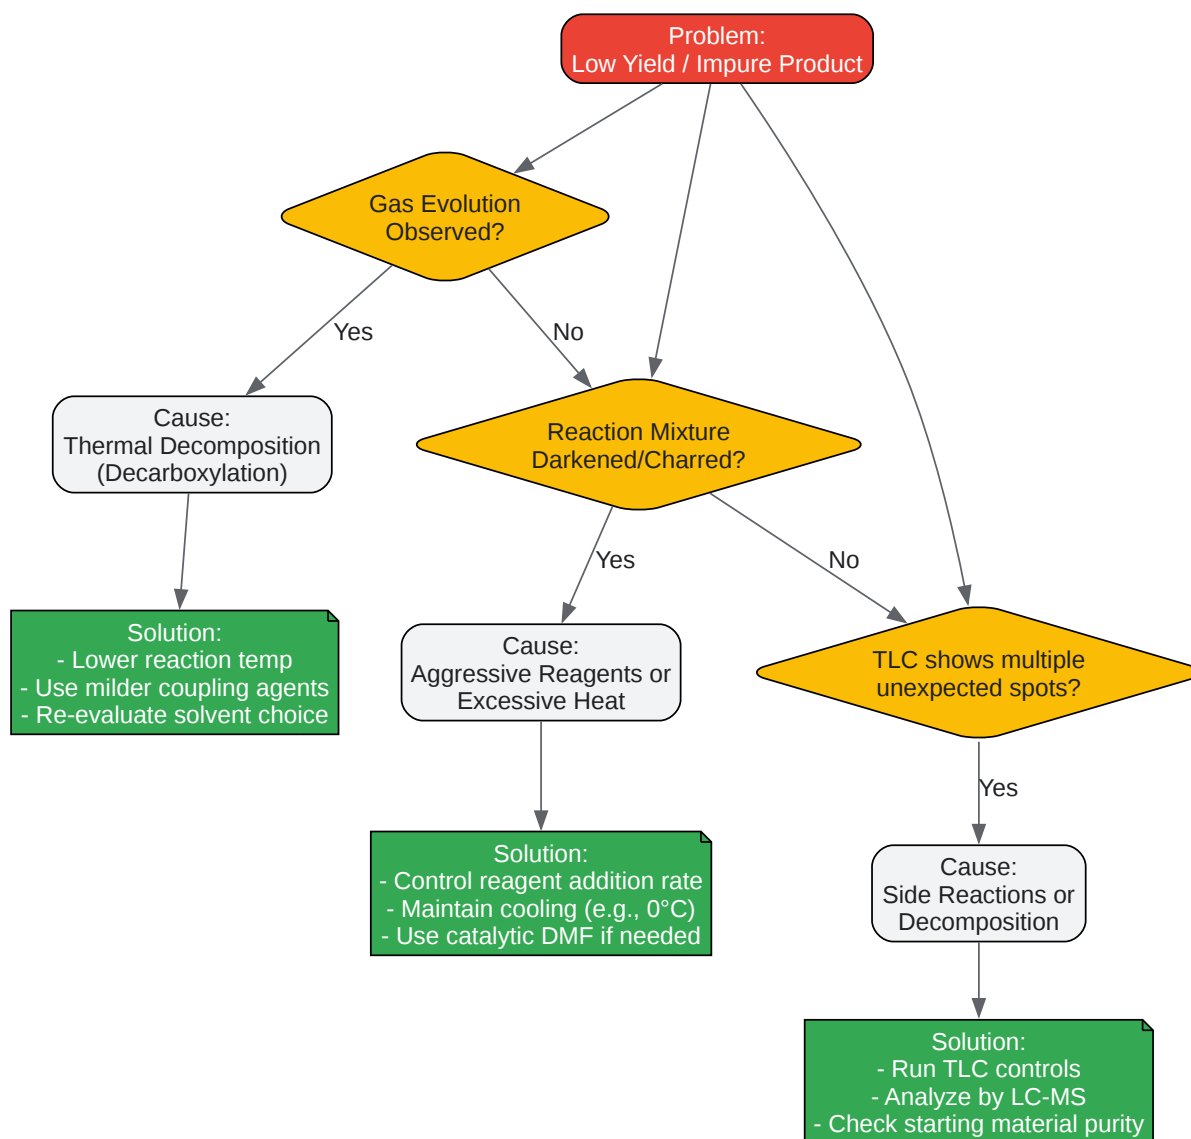 Problem:
Low Yield / Impure Product
Gas Evolution
Observed?
Yes
No
Cause:
Thermal Decomposition
(Decarboxylation)
Reaction Mixture
Darkened/Charred?
Yes
No
Solution:
- Lower reaction temp
- Use milder coupling agents
- Re-evaluate solvent choice
Cause:
Aggressive Reagents or
Excessive Heat
TLC shows multiple
unexpected spots?
Yes
Solution:
- Control reagent addition rate
- Maintain cooling (e.g., 0°C)
- Use catalytic DMF if needed
Cause:
Side Reactions or
Decomposition
Solution:
- Run TLC controls
- Analyze by LC-MS
- Check starting material purity